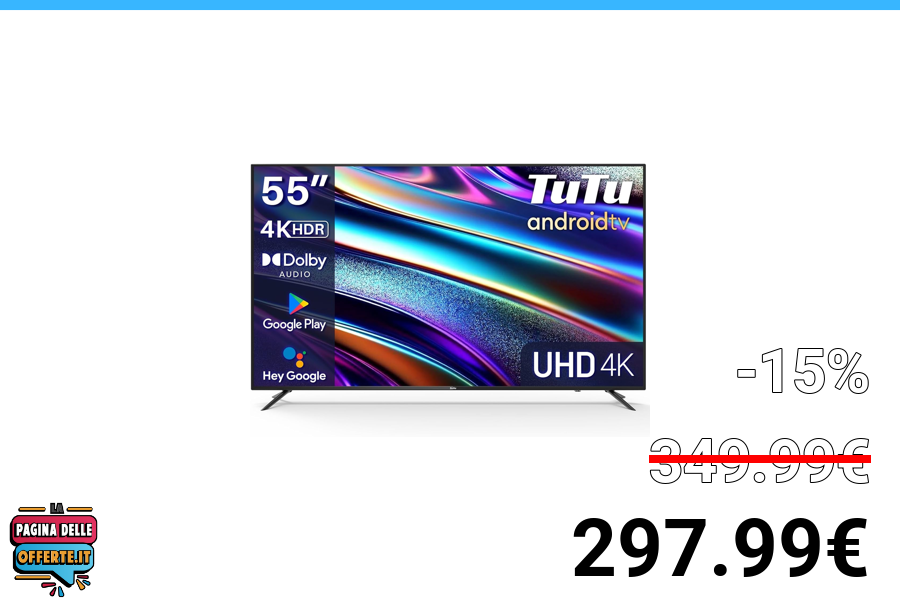 55”
4K HDR
Dolby
AUDIO
Google Play
Hey Google
TuTu
androidtv
UHD 4K
-15%
349.99€
297.99€
LA
PAGINA DELLE
OFFERTE.IT